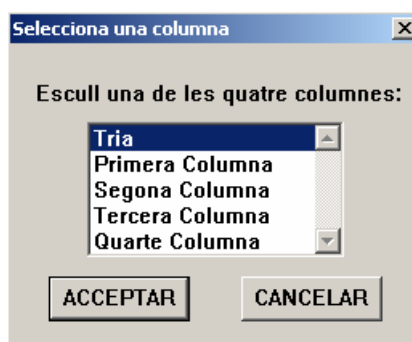 Selecciona una columna
Escull una de les quatre columnes:
Tria
Primera Columna
Segona Columna
Tercera Columna
Quarte Columna
ACCEPTAR CANCELAR